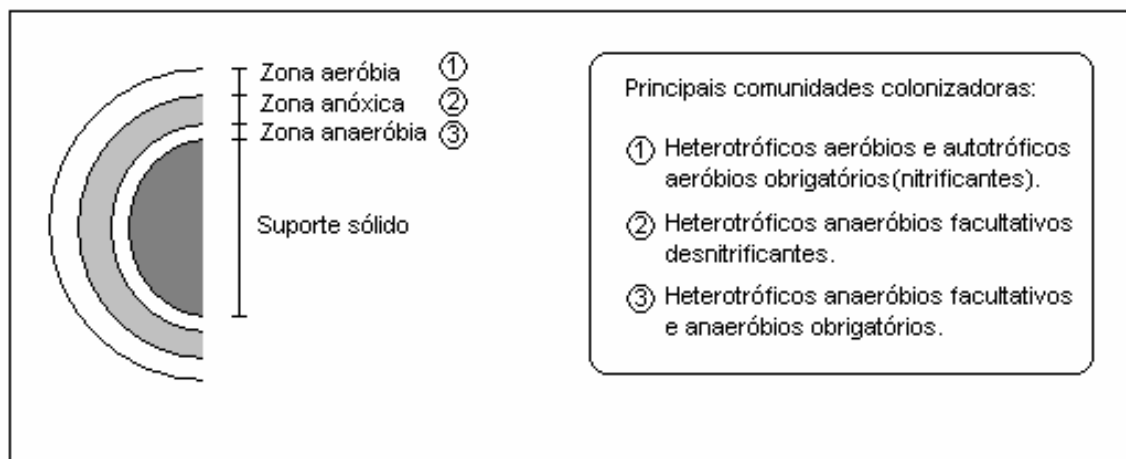 Zona aeróbia ①
Zona anóxica ②
Zona anaeróbia ③
Suporte sólido
Principais comunidades colonizadoras:
① Heterotróficos aeróbios e autotróficos
aeróbios obrigatórios(nitrificantes).
② Heterotróficos anaeróbios facultativos
desnitrificantes.
③ Heterotróficos anaeróbios facultativos
e anaeróbios obrigatórios.